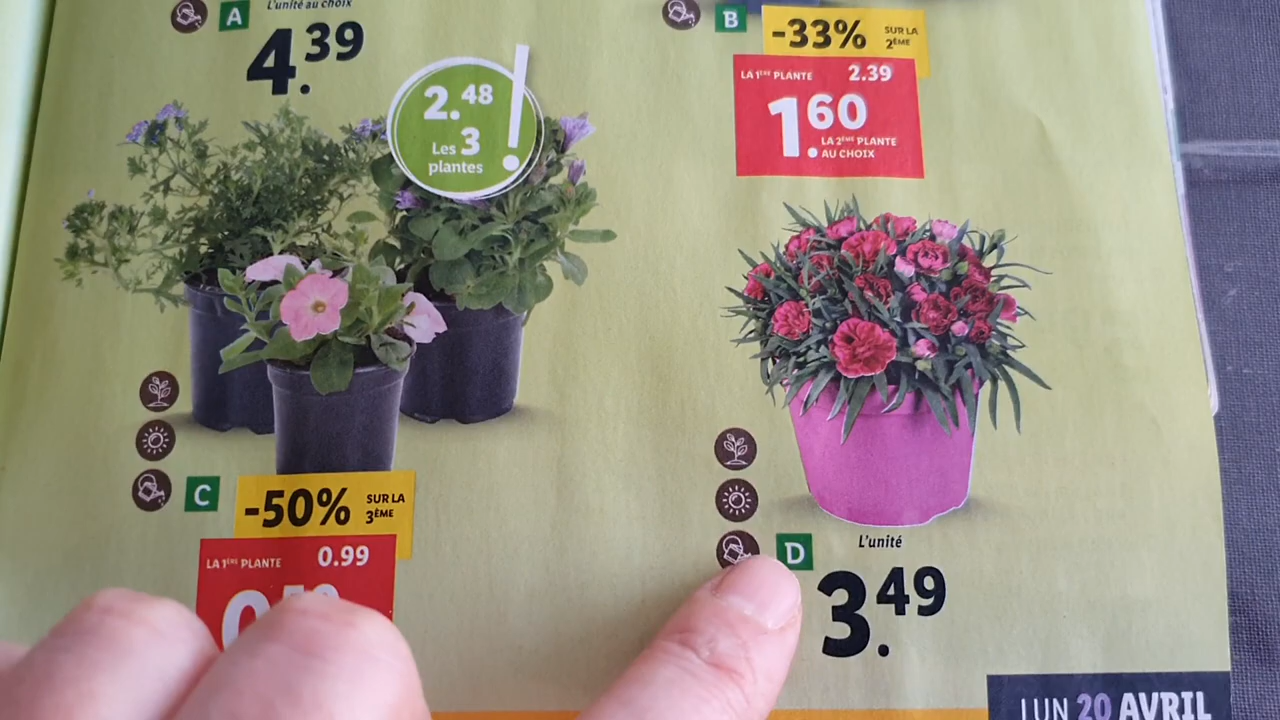 A
L'unité au choix
4.39
B
-33% SUR LA 2ÈME
LA 1ÈRE PLANTE 2.39
1.60
LA 2ÈME PLANTE
AU CHOIX
2.48
Les 3
plantes
!
C
-50% SUR LA 3ÈME
LA 1ÈRE PLANTE 0.99
D
L'unité
3.49
LUN 20 AVRIL